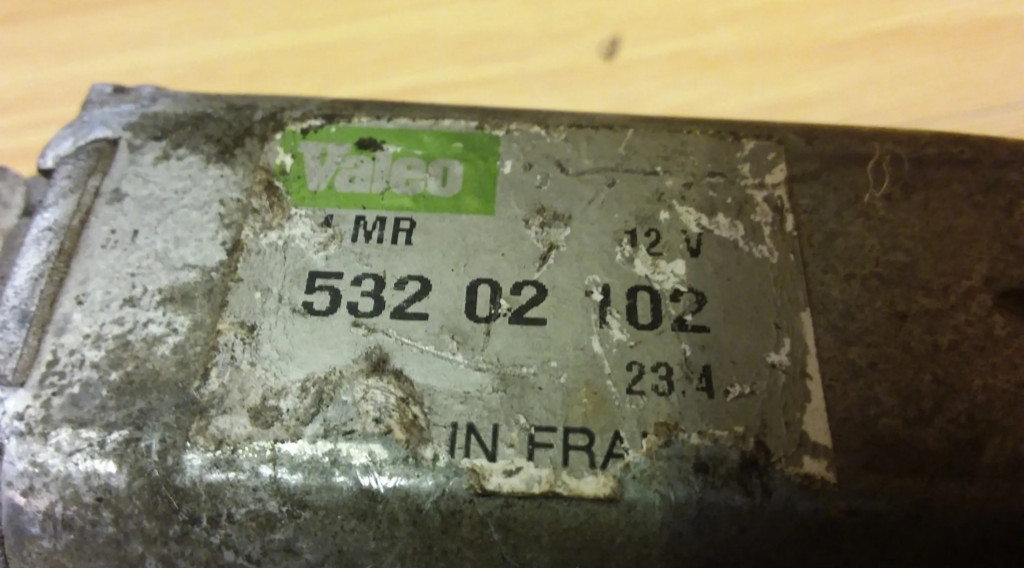 Valeo
MR 12 V
532 02 102
23.4
IN FRA